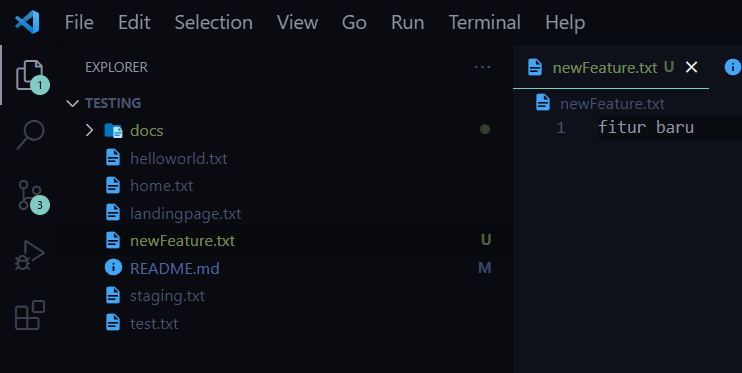 File Edit Selection View Go Run Terminal Help
EXPLORER ...
TESTING
docs
helloworld.txt
home.txt
landingpage.txt
newFeature.txt U
README.md M
staging.txt
test.txt
1
3
newFeature.txt U
newFeature.txt
1 fitur baru